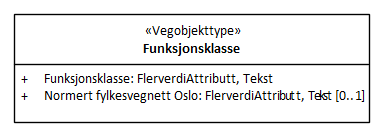 «Vegobjekttype»
Funksjonsklasse
+ Funksjonsklasse: FlerverdiAttributt, Tekst
+ Normert fylkesvegnett Oslo: FlerverdiAttributt, Tekst [0..1]